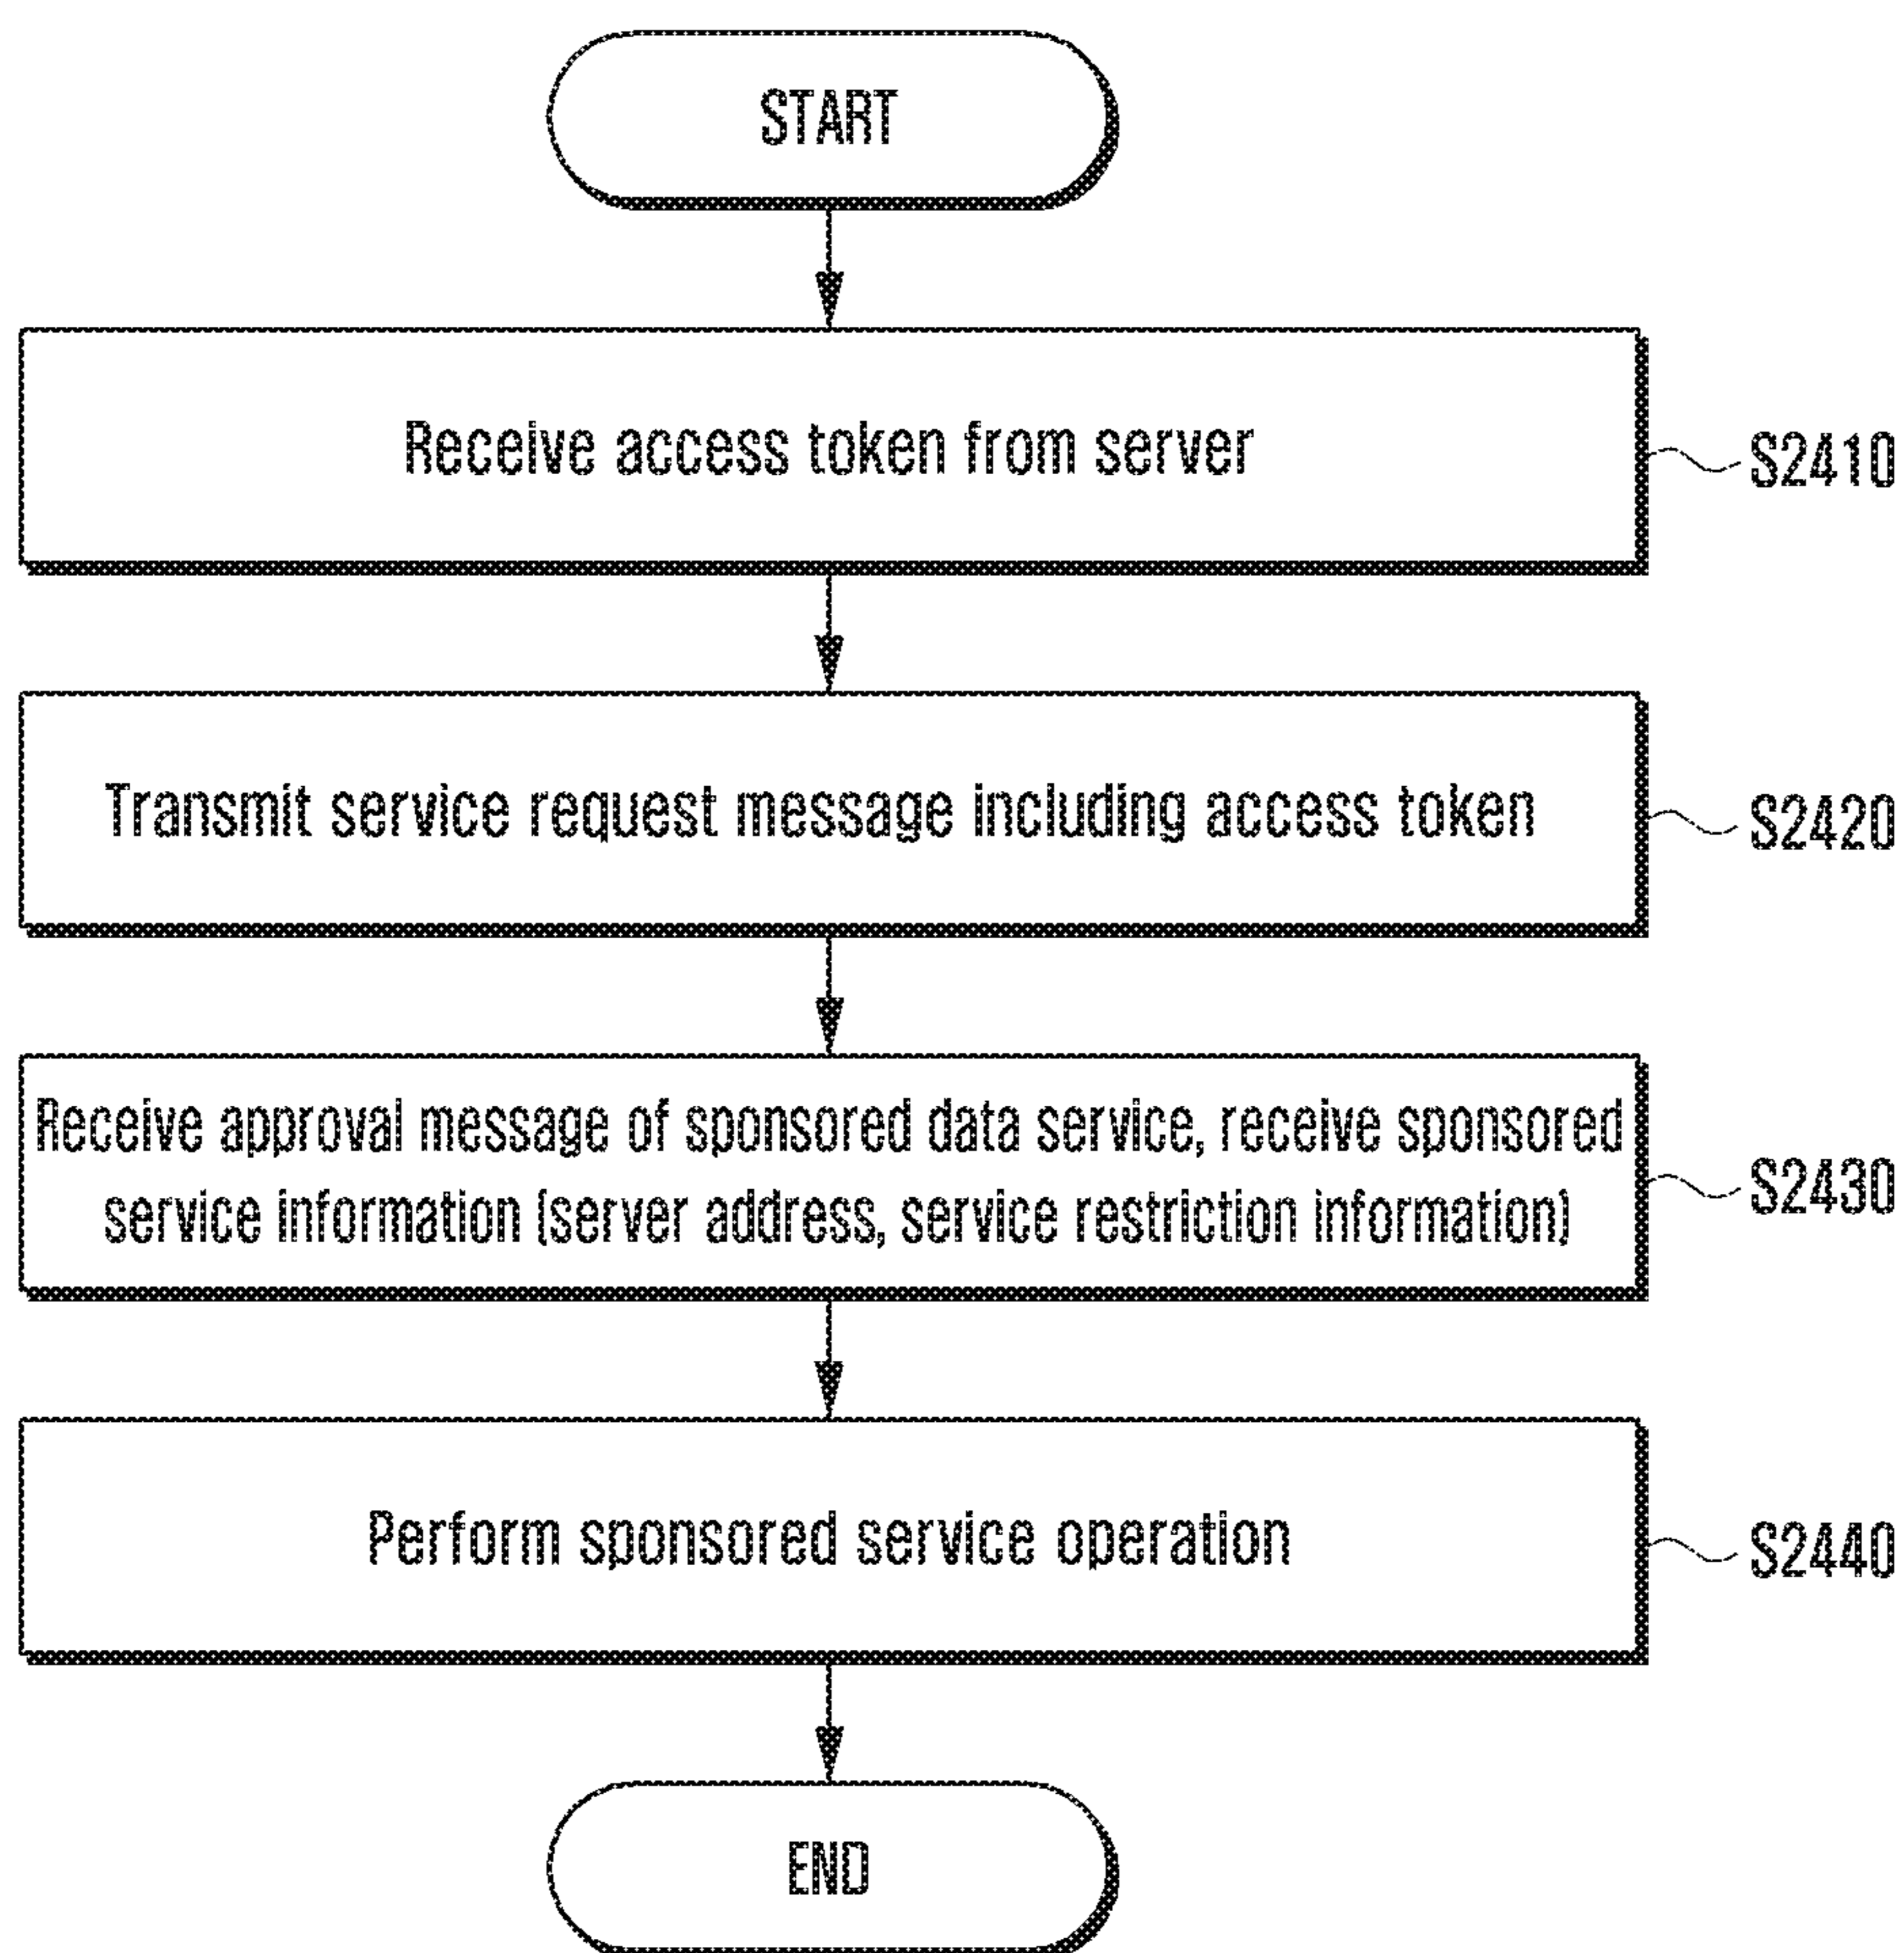 START
Receive access token from server
S2410
Transmit service request message including access token
S2420
Receive approval message of sponsored data service, receive sponsored
service information (server address, service restriction information)
S2430
Perform sponsored service operation
S2440
END